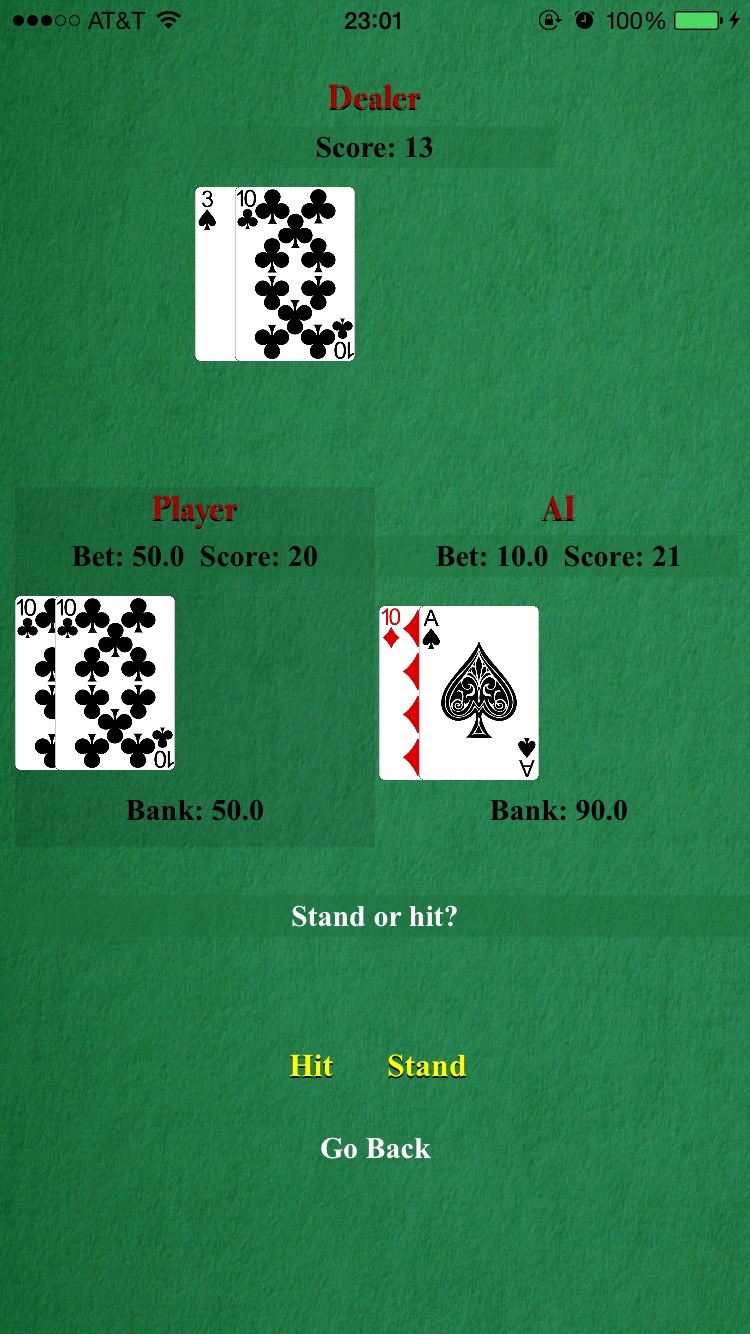 AT&T 23:01 100%
Dealer
Score: 13
3 10
10
Player
Bet: 50.0 Score: 20
10 10
10
Bank: 50.0
AI
Bet: 10.0 Score: 21
10 A
A
Bank: 90.0
Stand or hit?
Hit Stand
Go Back